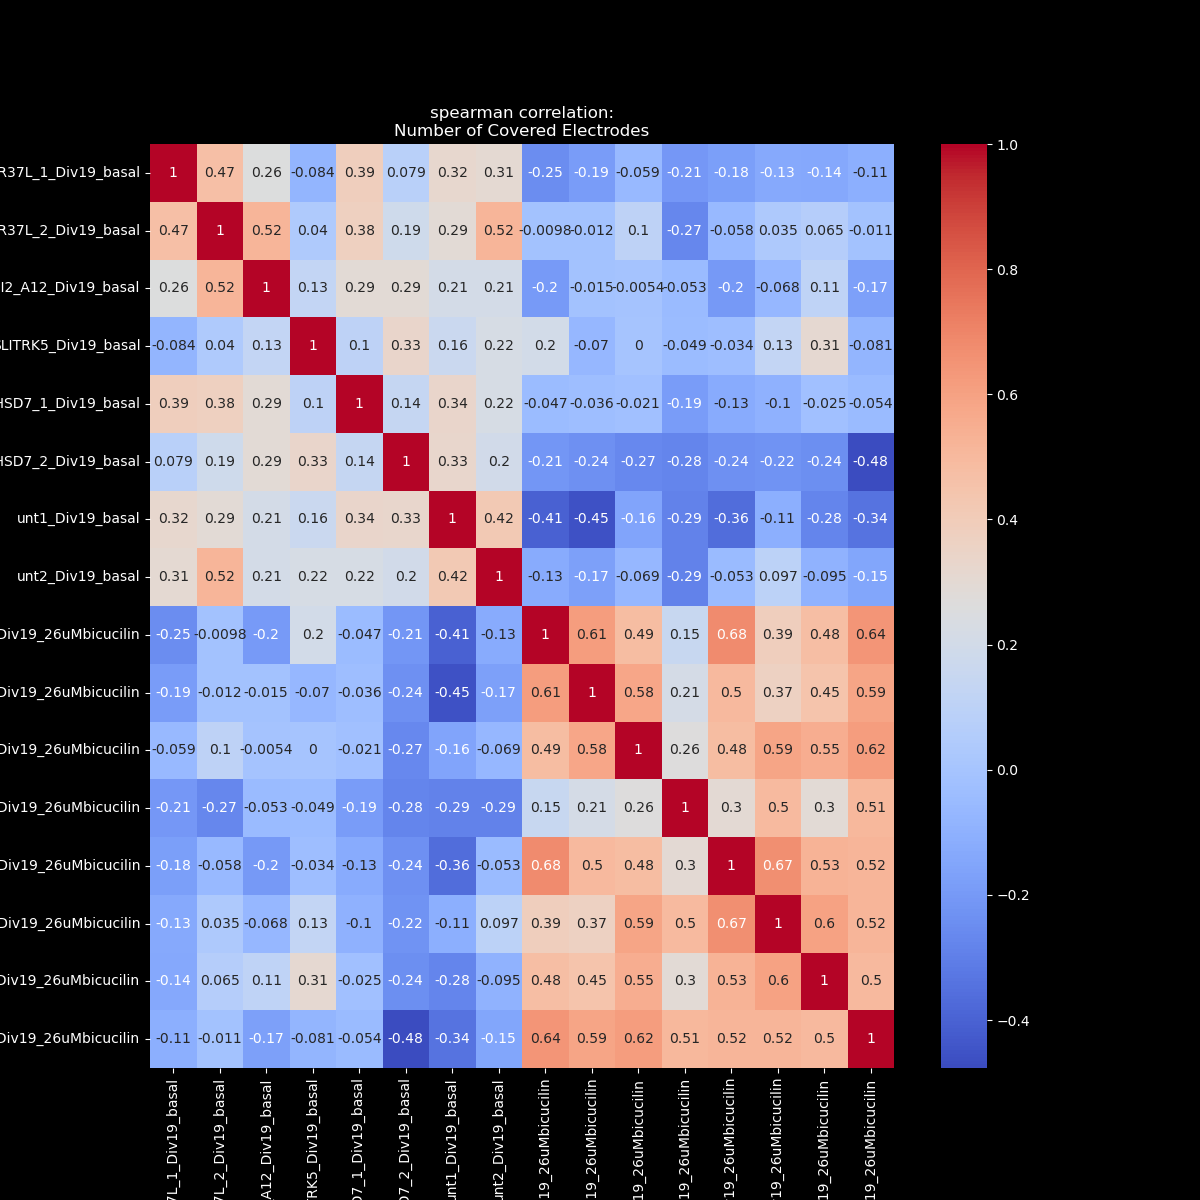 spearman correlation:
Number of Covered Electrodes
R37L_1_Div19_basal 1 0.47 0.26 -0.084 0.39 0.079 0.32 0.31 -0.25 -0.19 -0.059 -0.21 -0.18 -0.13 -0.14 -0.11
R37L_2_Div19_basal 0.47 1 0.52 0.04 0.38 0.19 0.29 0.52 -0.0098 -0.012 0.1 -0.27 -0.058 0.035 0.065 -0.011
I2_A12_Div19_basal 0.26 0.52 1 0.13 0.29 0.29 0.21 0.21 -0.2 -0.015 -0.0054 -0.053 -0.2 -0.068 0.11 -0.17
SLITRK5_Div19_basal -0.084 0.04 0.13 1 0.1 0.33 0.16 0.22 0.2 -0.07 0 -0.049 -0.034 0.13 0.31 -0.081
HSD7_1_Div19_basal 0.39 0.38 0.29 0.1 1 0.14 0.34 0.22 -0.047 -0.036 -0.021 -0.19 -0.13 -0.1 -0.025 -0.054
HSD7_2_Div19_basal 0.079 0.19 0.29 0.33 0.14 1 0.33 0.2 -0.21 -0.24 -0.27 -0.28 -0.24 -0.22 -0.24 -0.48
unt1_Div19_basal 0.32 0.29 0.21 0.16 0.34 0.33 1 0.42 -0.41 -0.45 -0.16 -0.29 -0.36 -0.11 -0.28 -0.34
unt2_Div19_basal 0.31 0.52 0.21 0.22 0.22 0.2 0.42 1 -0.13 -0.17 -0.069 -0.29 -0.053 0.097 -0.095 -0.15
Div19_26uMbicucilin -0.25 -0.0098 -0.2 0.2 -0.047 -0.21 -0.41 -0.13 1 0.61 0.49 0.15 0.68 0.39 0.48 0.64
Div19_26uMbicucilin -0.19 -0.012 -0.015 -0.07 -0.036 -0.24 -0.45 -0.17 0.61 1 0.58 0.21 0.5 0.37 0.45 0.59
Div19_26uMbicucilin -0.059 0.1 -0.0054 0 -0.021 -0.27 -0.16 -0.069 0.49 0.58 1 0.26 0.48 0.59 0.55 0.62
Div19_26uMbicucilin -0.21 -0.27 -0.053 -0.049 -0.19 -0.28 -0.29 -0.29 0.15 0.21 0.26 1 0.3 0.5 0.3 0.51
Div19_26uMbicucilin -0.18 -0.058 -0.2 -0.034 -0.13 -0.24 -0.36 -0.053 0.68 0.5 0.48 0.3 1 0.67 0.53 0.52
Div19_26uMbicucilin -0.13 0.035 -0.068 0.13 -0.1 -0.22 -0.11 0.097 0.39 0.37 0.59 0.5 0.67 1 0.6 0.52
Div19_26uMbicucilin -0.14 0.065 0.11 0.31 -0.025 -0.24 -0.28 -0.095 0.48 0.45 0.55 0.3 0.53 0.6 1 0.5
Div19_26uMbicucilin -0.11 -0.011 -0.17 -0.081 -0.054 -0.48 -0.34 -0.15 0.64 0.59 0.62 0.51 0.52 0.52 0.5 1
7L_1_Div19_basal
7L_2_Div19_basal
A12_Div19_basal
RK5_Div19_basal
D7_1_Div19_basal
D7_2_Div19_basal
unt1_Div19_basal
unt2_Div19_basal
19_26uMbicucilin
19_26uMbicucilin
19_26uMbicucilin
19_26uMbicucilin
19_26uMbicucilin
19_26uMbicucilin
19_26uMbicucilin
19_26uMbicucilin
1.0
0.8
0.6
0.4
0.2
0.0
−0.2
−0.4